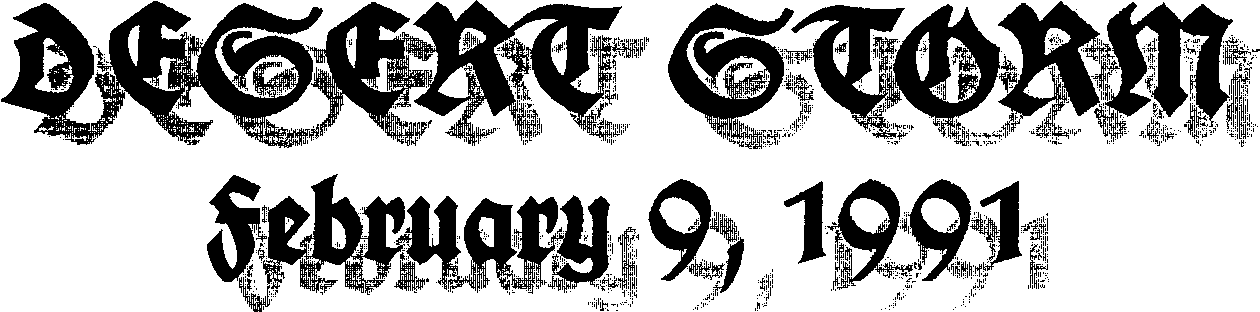 DESERT STORM
February 9, 1991